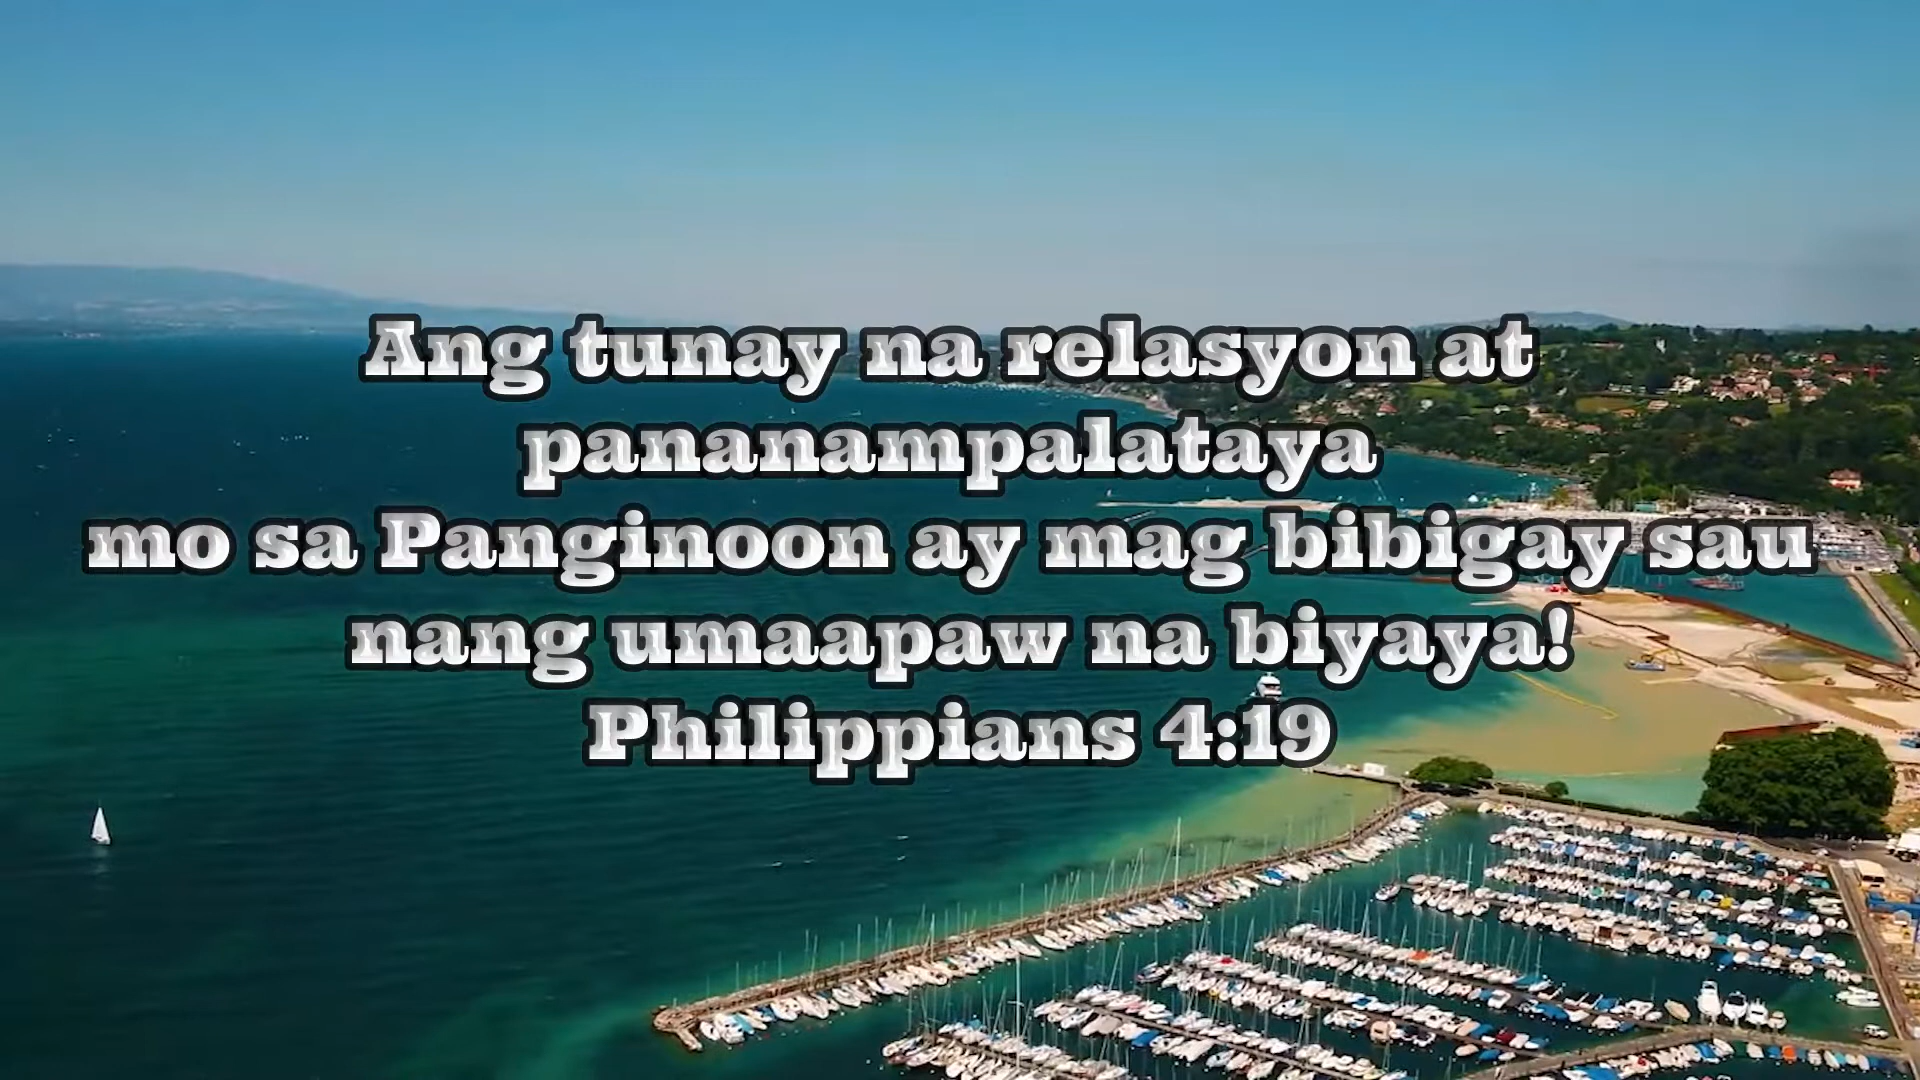 Ang tunay na relasyon at
pananampalataya
mo sa Panginoon ay mag bibigay sau
nang umaapaw na biyaya!
Philippians 4:19